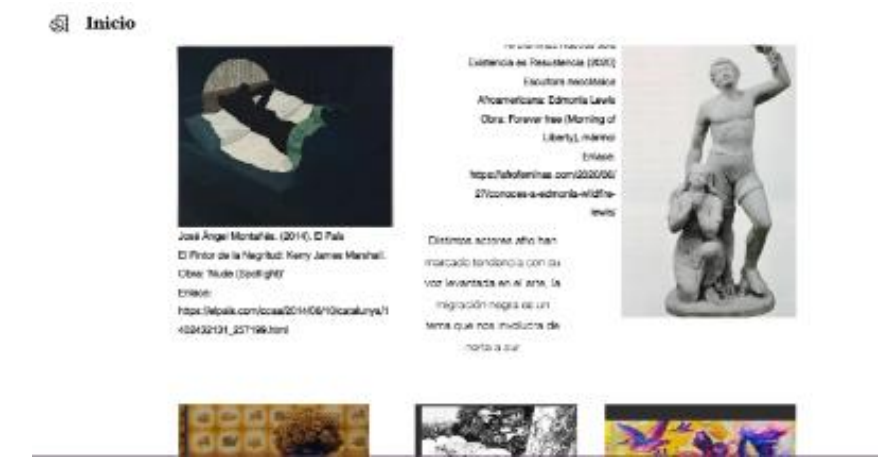 Inicio
José Ángel Montañés. (2014). El País
El Pintor de la Negritud: Kerry James Marshall.
Obra: 'Nude (Spotlight)'
Enlace:
https://elpais.com/ccaa/2014/06/10/catalunya/1
402432131_257199.html
Existencia es Resistencia (2020)
Escultora neoclásica
Afroamericana: Edmonia Lewis
Obra: Forever free (Morning of
Liberty), mármol
Enlace:
https://afrofeminas.com/2020/06/
27/conoces-a-edmonia-wildfire-
lewis/
Distintos actores afro han
marcado tendencia con su
voz levantada en el arte, la
migración negra es un
tema que nos involucra de
norte a sur